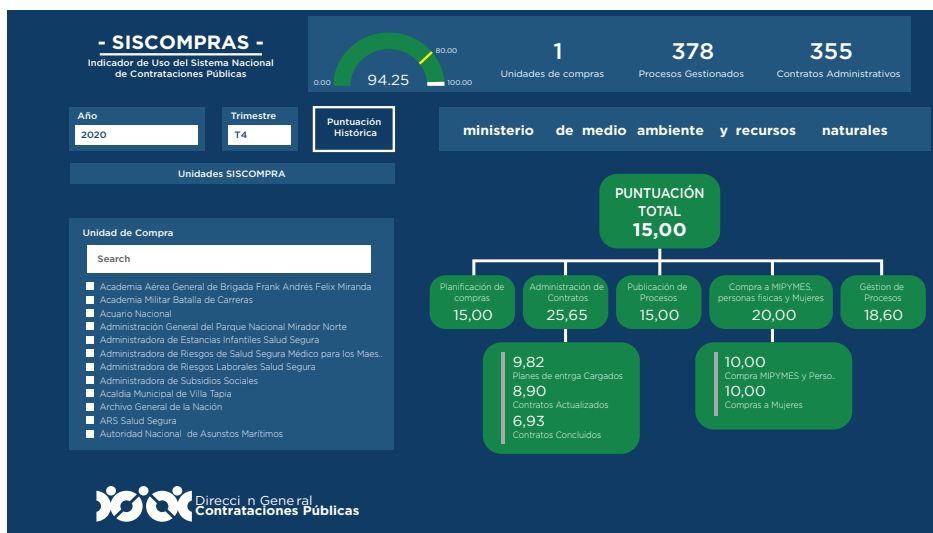 - SISCOMPRAS -
Indicador de Uso del Sistema Nacional
de Contrataciones Públicas
0.00
80.00
94.25
100.00
1
Unidades de compras
378
Procesos Gestionados
355
Contratos Administrativos
Año
2020
Trimestre
T4
Puntuación
Histórica
ministerio de medio ambiente y recursos naturales
Unidades SISCOMPRA
Unidad de Compra
Search
Academia Aérea General de Brigada Frank Andrés Felix Miranda
Academia Militar Batalla de Carreras
Acuario Nacional
Administración General del Parque Nacional Mirador Norte
Administradora de Estancias Infantiles Salud Segura
Administradora de Riesgos de Salud Segura Médico para los Maes..
Administradora de Riesgos Laborales Salud Segura
Administradora de Subsidios Sociales
Acaldia Municipal de Villa Tapia
Archivo General de la Nación
ARS Salud Segura
Autoridad Nacional de Asunstos Marítimos
PUNTUACIÓN
TOTAL
15,00
Planificación de
compras
15,00
Administración de
Contratos
25,65
Publicación de
Procesos
15,00
Compra a MIPYMES,
personas fisicas y Mujeres
20,00
Géstion de
Procesos
18,60
9,82
Planes de entrga Cargados
8,90
Contratos Actualizados
6,93
Contratos Concluidos
10,00
Compra MIPYMES y Perso..
10,00
Compras a Mujeres
Direcci n General
Contrataciones Públicas